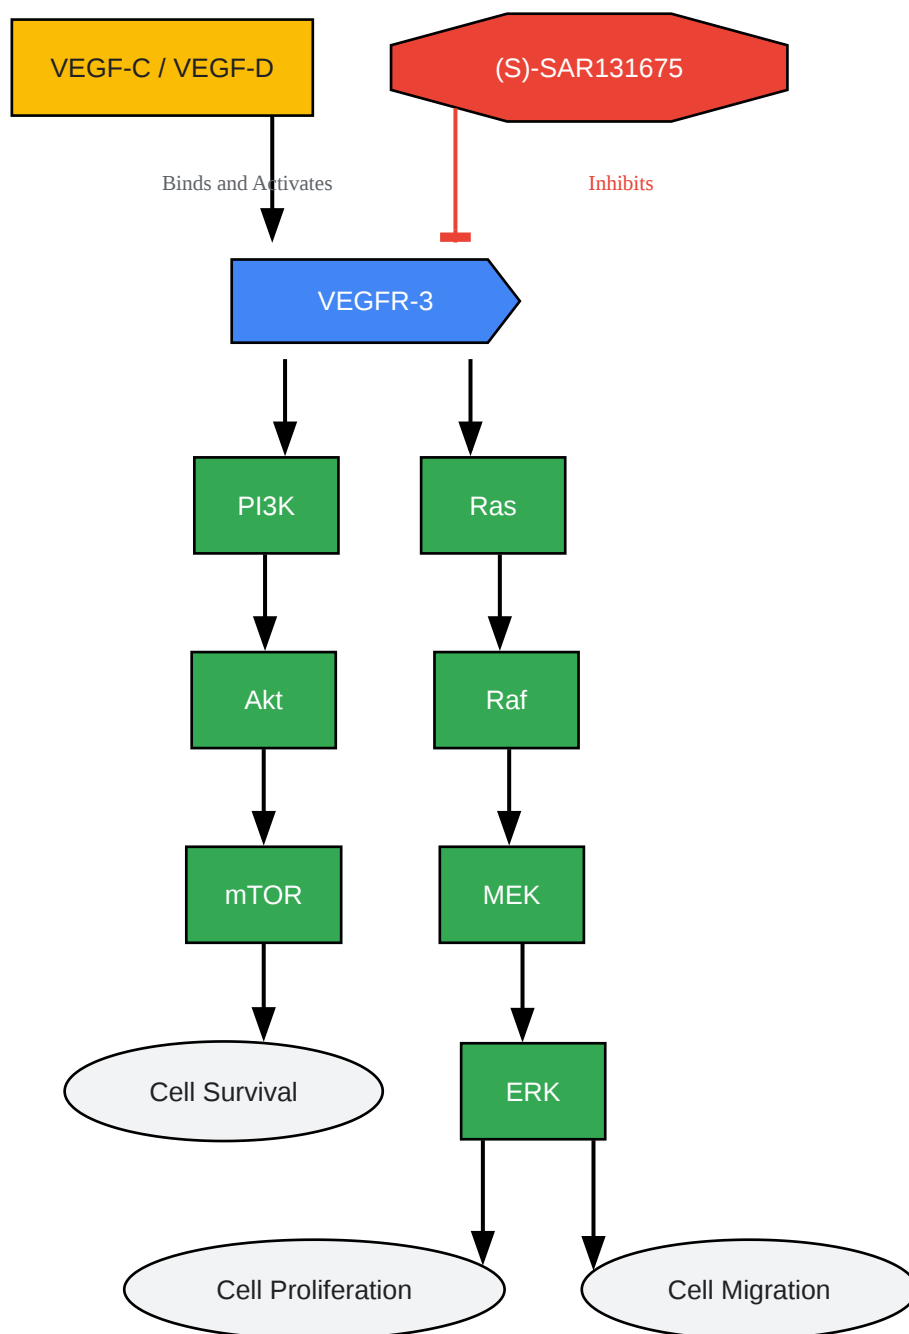 VEGF-C / VEGF-D
(S)-SAR131675
Binds and Activates
Inhibits
VEGFR-3
PI3K
Ras
Akt
Raf
mTOR
MEK
Cell Survival
ERK
Cell Proliferation
Cell Migration